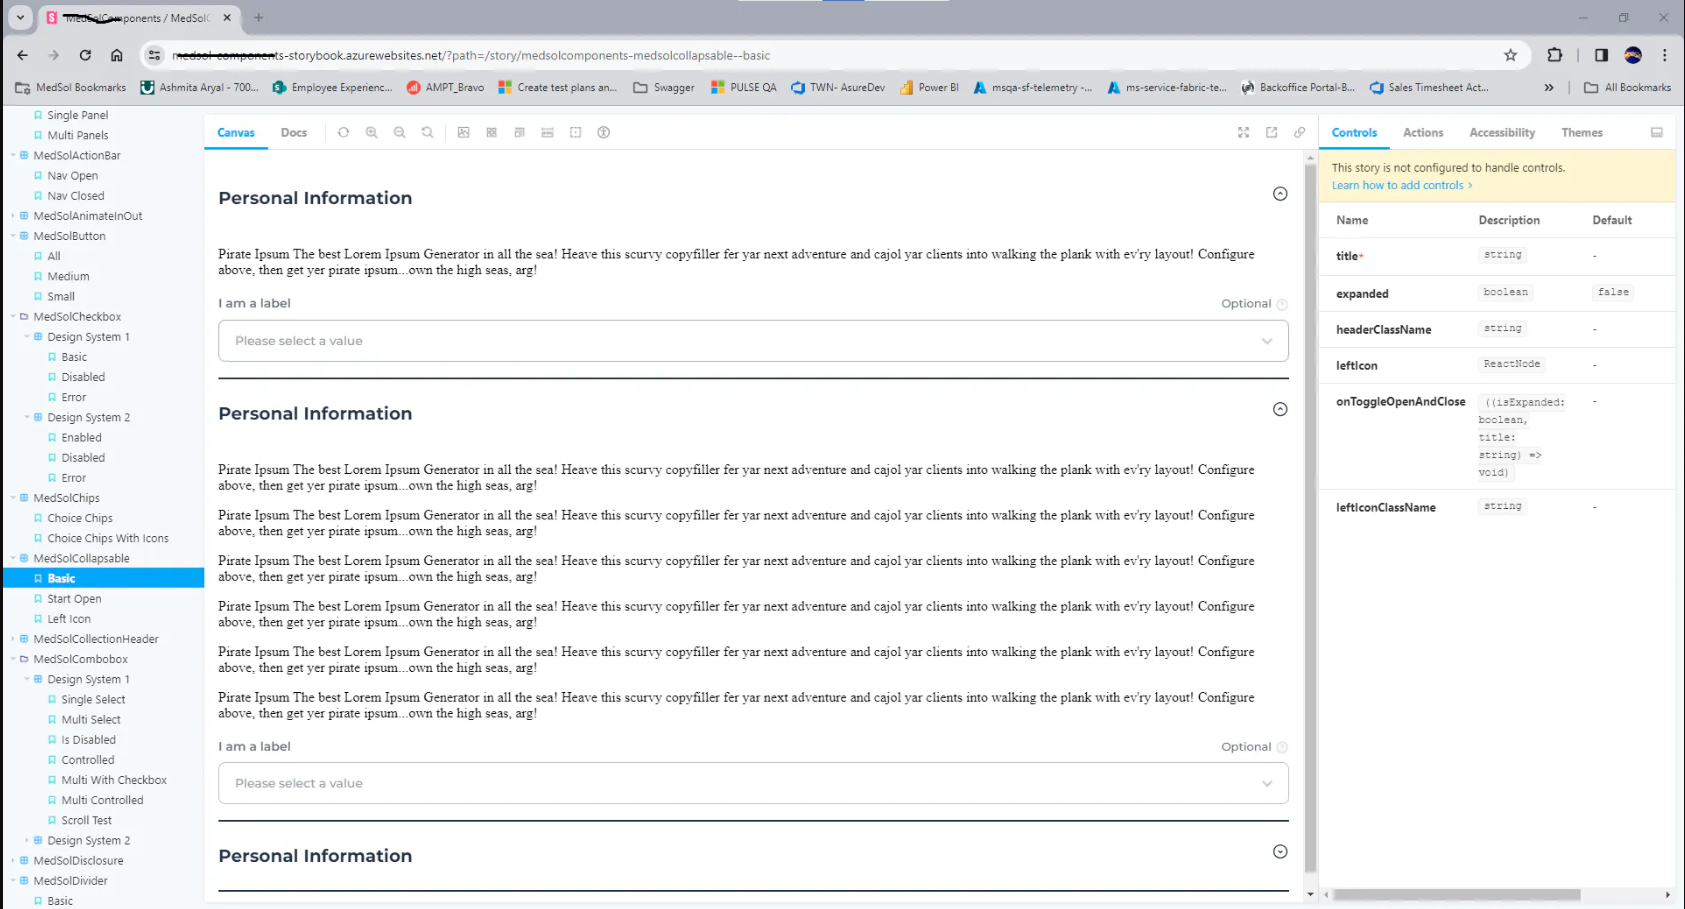 MedSolComponents / MedSolC
-storybook.azurewebsites.net/?path=/story/medsolcomponents-medsolcollapsable--basic
MedSol Bookmarks
Ashmita Aryal - 700...
Employee Experienc...
AMPT_Bravo
Create test plans an...
Swagger
PULSE QA
TWN- AsureDev
Power BI
msqa-sf-telemetry -...
ms-service-fabric-te...
Backoffice Portal-B...
Sales Timesheet Act...
»
All Bookmarks
Single Panel
Multi Panels
MedSolActionBar
Nav Open
Nav Closed
MedSolAnimateInOut
MedSolButton
All
Medium
Small
MedSolCheckbox
Design System 1
Basic
Disabled
Error
Design System 2
Enabled
Disabled
Error
MedSolChips
Choice Chips
Choice Chips With Icons
MedSolCollapsable
Basic
Start Open
Left Icon
MedSolCollectionHeader
MedSolCombobox
Design System 1
Single Select
Multi Select
Is Disabled
Controlled
Multi With Checkbox
Multi Controlled
Scroll Test
Design System 2
MedSolDisclosure
MedSolDivider
Basic
Canvas
Docs
Personal Information
Pirate Ipsum The best Lorem Ipsum Generator in all the sea! Heave this scurvy copyfiller fer yar next adventure and cajol yar clients into walking the plank with ev'ry layout! Configure
above, then get yer pirate ipsum...own the high seas, arg!
I am a label
Optional
Please select a value
Personal Information
Pirate Ipsum The best Lorem Ipsum Generator in all the sea! Heave this scurvy copyfiller fer yar next adventure and cajol yar clients into walking the plank with ev'ry layout! Configure
above, then get yer pirate ipsum...own the high seas, arg!
Pirate Ipsum The best Lorem Ipsum Generator in all the sea! Heave this scurvy copyfiller fer yar next adventure and cajol yar clients into walking the plank with ev'ry layout! Configure
above, then get yer pirate ipsum...own the high seas, arg!
Pirate Ipsum The best Lorem Ipsum Generator in all the sea! Heave this scurvy copyfiller fer yar next adventure and cajol yar clients into walking the plank with ev'ry layout! Configure
above, then get yer pirate ipsum...own the high seas, arg!
Pirate Ipsum The best Lorem Ipsum Generator in all the sea! Heave this scurvy copyfiller fer yar next adventure and cajol yar clients into walking the plank with ev'ry layout! Configure
above, then get yer pirate ipsum...own the high seas, arg!
Pirate Ipsum The best Lorem Ipsum Generator in all the sea! Heave this scurvy copyfiller fer yar next adventure and cajol yar clients into walking the plank with ev'ry layout! Configure
above, then get yer pirate ipsum...own the high seas, arg!
Pirate Ipsum The best Lorem Ipsum Generator in all the sea! Heave this scurvy copyfiller fer yar next adventure and cajol yar clients into walking the plank with ev'ry layout! Configure
above, then get yer pirate ipsum...own the high seas, arg!
I am a label
Optional
Please select a value
Personal Information
Controls
Actions
Accessibility
Themes
This story is not configured to handle controls.
Learn how to add controls
Name Description Default
title* string -
expanded boolean false
headerClassName string -
leftIcon ReactNode -
onToggleOpenAndClose ((isExpanded: -
boolean,
title:
string) =>
void)
leftIconClassName string -